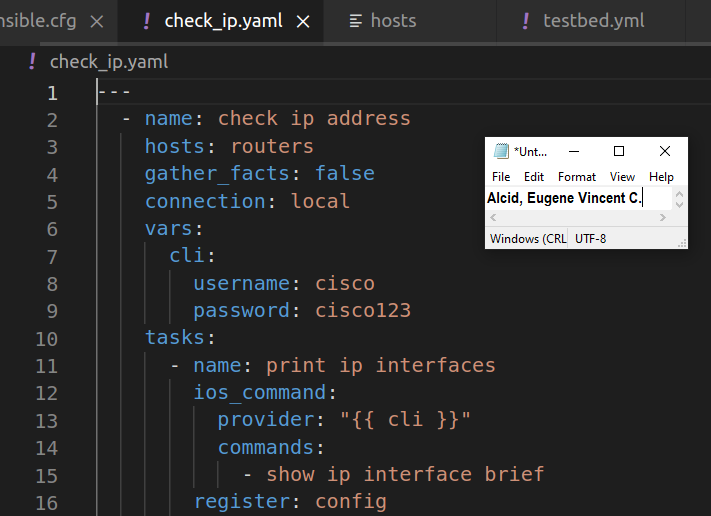 nsible.cfg × ! check_ip.yaml × hosts ! testbed.yml
! check_ip.yaml
1 ---
2 - name: check ip address
3 hosts: routers
4 gather_facts: false
5 connection: local
6 vars:
7 cli:
8 username: cisco
9 password: cisco123
10 tasks:
11 - name: print ip interfaces
12 ios_command:
13 provider: "{{ cli }}"
14 commands:
15 - show ip interface brief
16 register: config
*Unt...
File Edit Format View Help
Alcid, Eugene Vincent C.
Windows (CRL UTF-8